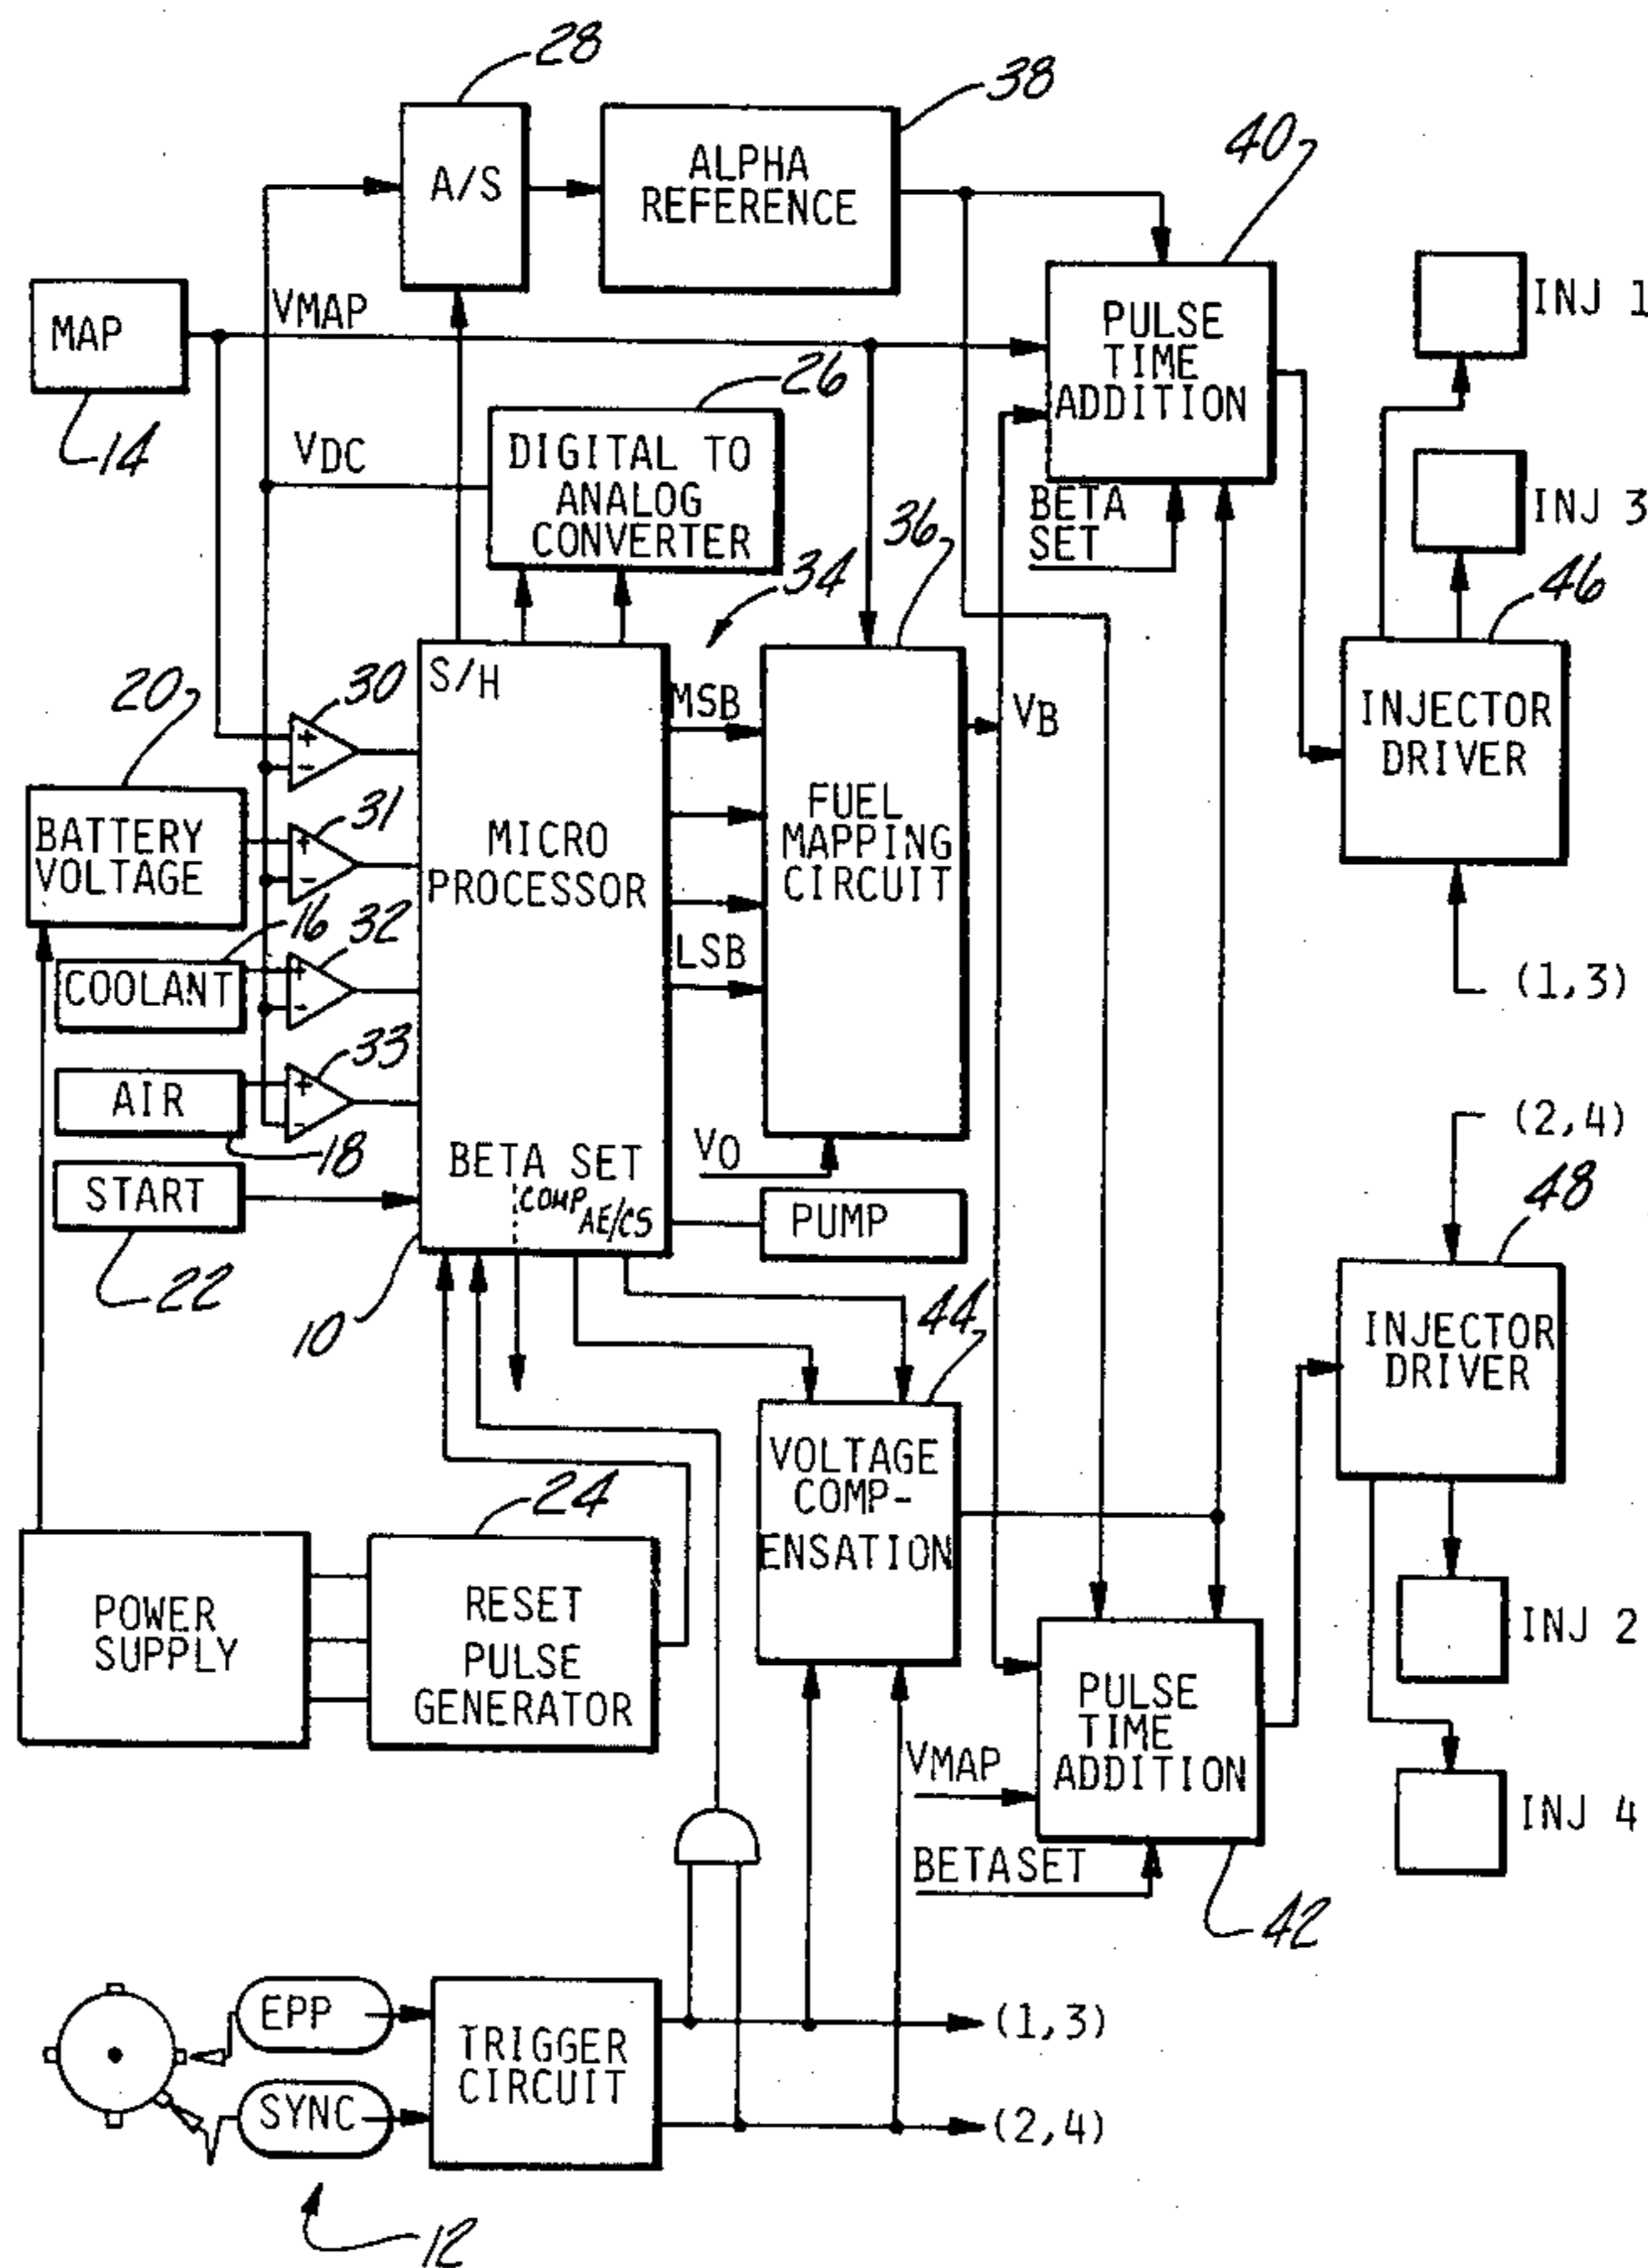 28
38
40
A/S
ALPHA
REFERENCE
MAP
14
VMAP
PULSE
TIME
ADDITION
INJ 1
26
VDC
DIGITAL TO
ANALOG
CONVERTER
BETA
SET
INJ 3
34
36
46
20
30
S/H
MSB
VB
INJECTOR
DRIVER
+
-
BATTERY
VOLTAGE
31
+
-
MICRO
PROCESSOR
FUEL
MAPPING
CIRCUIT
16
32
COOLANT
+
-
LSB
(1,3)
33
AIR
+
-
18
(2,4)
START
22
BETA SET
COMP
AE/CS
10
VO
PUMP
48
44
INJECTOR
DRIVER
VOLTAGE
COMP-
ENSATION
24
POWER
SUPPLY
RESET
PULSE
GENERATOR
INJ 2
PULSE
TIME
ADDITION
VMAP
BETASET
INJ 4
42
EPP
SYNC
TRIGGER
CIRCUIT
(1,3)
(2,4)
12